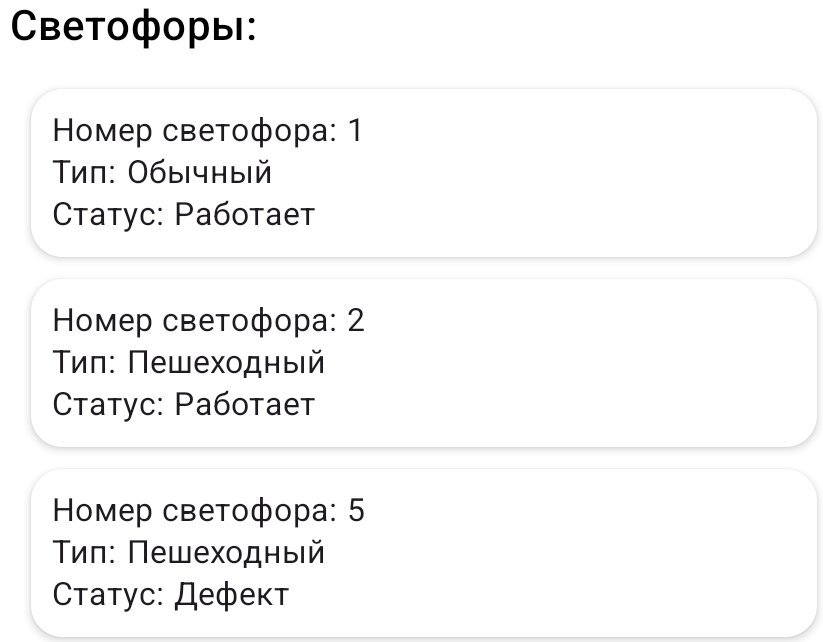 Светофоры:
Номер светофора: 1
Тип: Обычный
Статус: Работает
Номер светофора: 2
Тип: Пешеходный
Статус: Работает
Номер светофора: 5
Тип: Пешеходный
Статус: Дефект